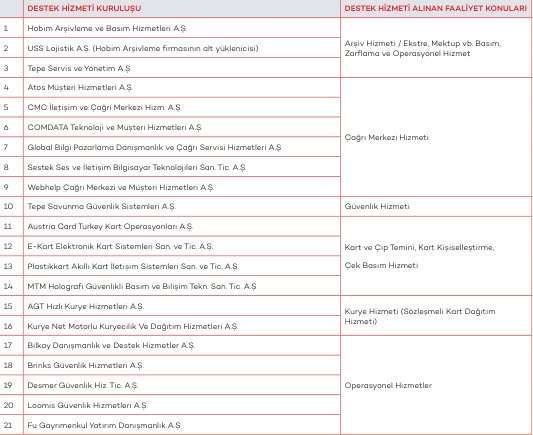 DESTEK HİZMETİ KURULUŞU DESTEK HİZMETİ ALINAN FAALİYET KONULARI
1 Hobim Arşivleme ve Basım Hizmetleri A.Ş.
2 USS Lojistik A.Ş. (Hobim Arşivleme firmasının alt yüklenicisi)
3 Tepe Servis ve Yönetim A.Ş.
Arşiv Hizmeti / Ekstre, Mektup vb. Basım,
Zarflama ve Operasyonel Hizmet
4 Atos Müşteri Hizmetleri A.Ş.
5 CMC İletişim ve Çağrı Merkezi Hizm. A.Ş.
6 COMDATA Teknoloji ve Müşteri Hizmetleri A.Ş.
7 Global Bilgi Pazarlama Danışmanlık ve Çağrı Servisi Hizmetleri A.Ş
8 Sestek Ses ve İletişim Bilgisayar Teknolojileri San. Tic. A.Ş.
9 Webhelp Çağrı Merkezi ve Müşteri Hizmetleri A.Ş.
Çağrı Merkezi Hizmeti
10 Tepe Savunma Güvenlik Sistemleri A.Ş. Güvenlik Hizmeti
11 Austria Card Turkey Kart Operasyonları A.Ş.
12 E-Kart Elektronik Kart Sistemleri San. ve Tic. A.Ş.
13 Plastikkart Akıllı Kart İletişim Sistemleri San. ve Tic. A.Ş.
14 MTM Holografi Güvenlikli Basım ve Bilişim Tekn. San. Tic. A.Ş
Kart ve Çip Temini, Kart Kişiselleştirme,
Çek Basım Hizmeti
15 AGT Hızlı Kurye Hizmetleri A.Ş.
16 Kurye Net Motorlu Kuryecilik Ve Dağıtım Hizmetleri A.Ş.
Kurye Hizmeti (Sözleşmeli Kart Dağıtım
Hizmeti)
17 Bilkay Danışmanlık ve Destek Hizmetler A.Ş.
18 Brinks Güvenlik Hizmetleri A.Ş.
19 Desmer Güvenlik Hiz. Tic. A.Ş.
20 Loomis Güvenlik Hizmetleri A.Ş.
21 Fu Gayrımenkul Yatırım Danışmanlık A.Ş
Operasyonel Hizmetler